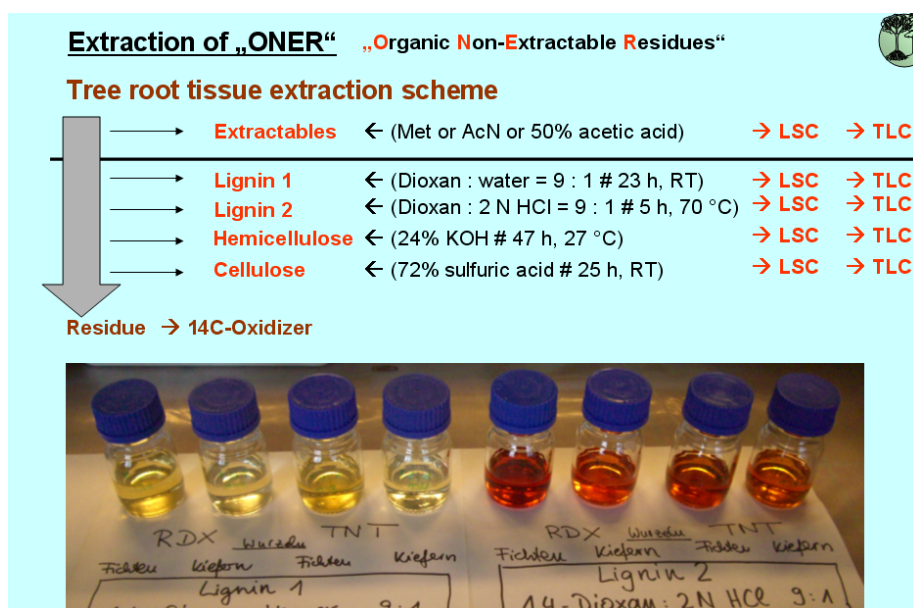 Extraction of „ONER“ „Organic Non-Extractable Residues“
Tree root tissue extraction scheme
Extractables ← (Met or AcN or 50% acetic acid) → LSC → TLC
Lignin 1 ← (Dioxan : water = 9 : 1 # 23 h, RT) → LSC → TLC
Lignin 2 ← (Dioxan : 2 N HCl = 9 : 1 # 5 h, 70 °C) → LSC → TLC
Hemicellulose ← (24% KOH # 47 h, 27 °C) → LSC → TLC
Cellulose ← (72% sulfuric acid # 25 h, RT) → LSC → TLC
Residue → 14C-Oxidizer
RDX Wurzeln TNT
Fichten Kiefern Fichten Kiefern
Lignin 1
9:1
RDX Wurzeln TNT
Fichten Kiefern Fichten Kiefern
Lignin 2
1,4-Dioxan: 2N HCl 9:1